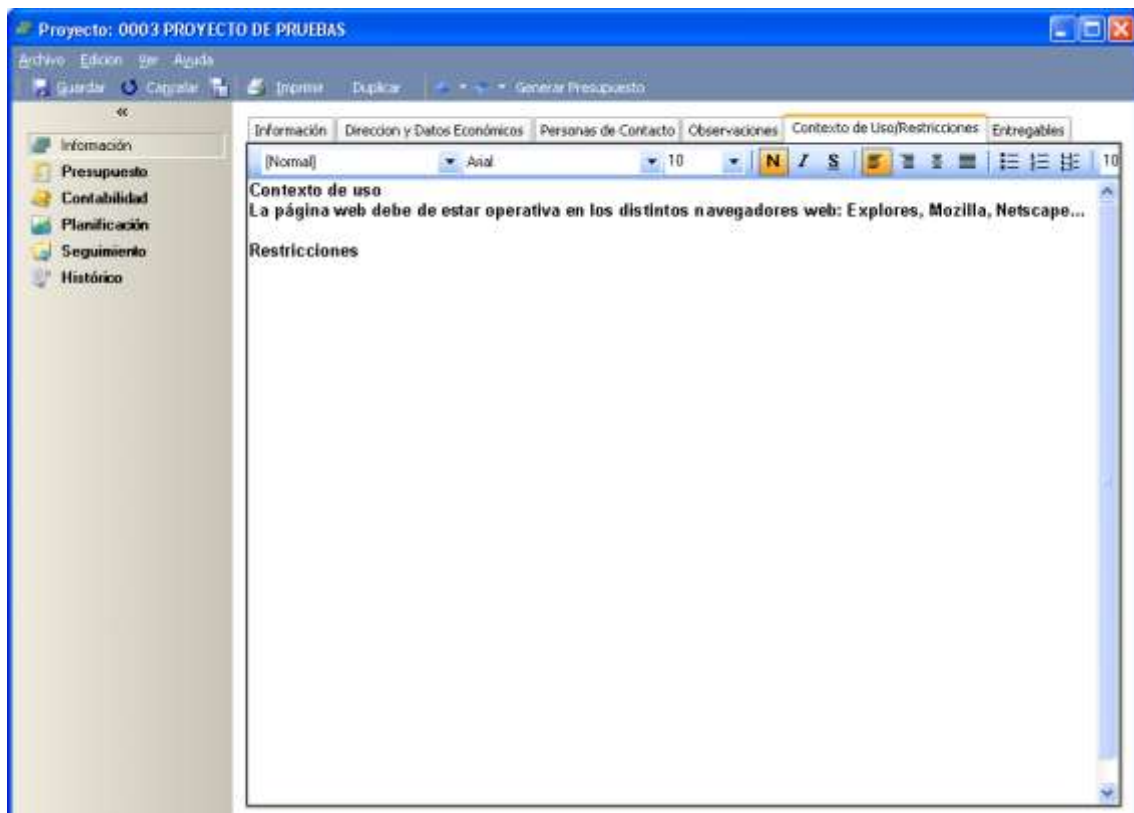 Proyecto: 0003 PROYECTO DE PRUEBAS
Archivo Edicion Ver Ayuda
Guardar Cancelar Imprimir Duplicar Generar Presupuesto
«
Información
Presupuesto
Contabilidad
Planificación
Seguimiento
Histórico
Información Direccion y Datos Económicos Personas de Contacto Observaciones Contexto de Uso/Restricciones Entregables
[Normal] Arial 10 N I S 10
Contexto de uso
La página web debe de estar operativa en los distintos navegadores web: Explores, Mozilla, Netscape...
Restricciones